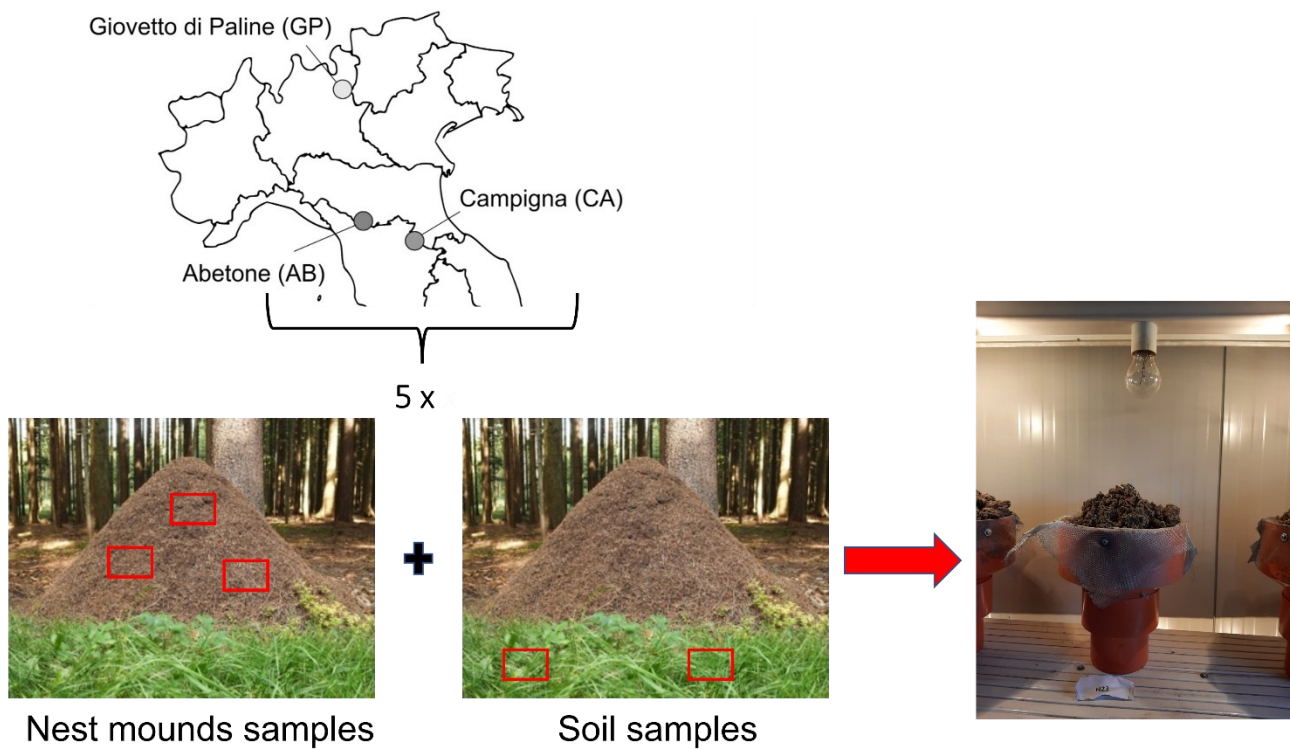 Giovetto di Paline (GP)
Campigna (CA)
Abetone (AB)
5 x
Nest mounds samples
Soil samples